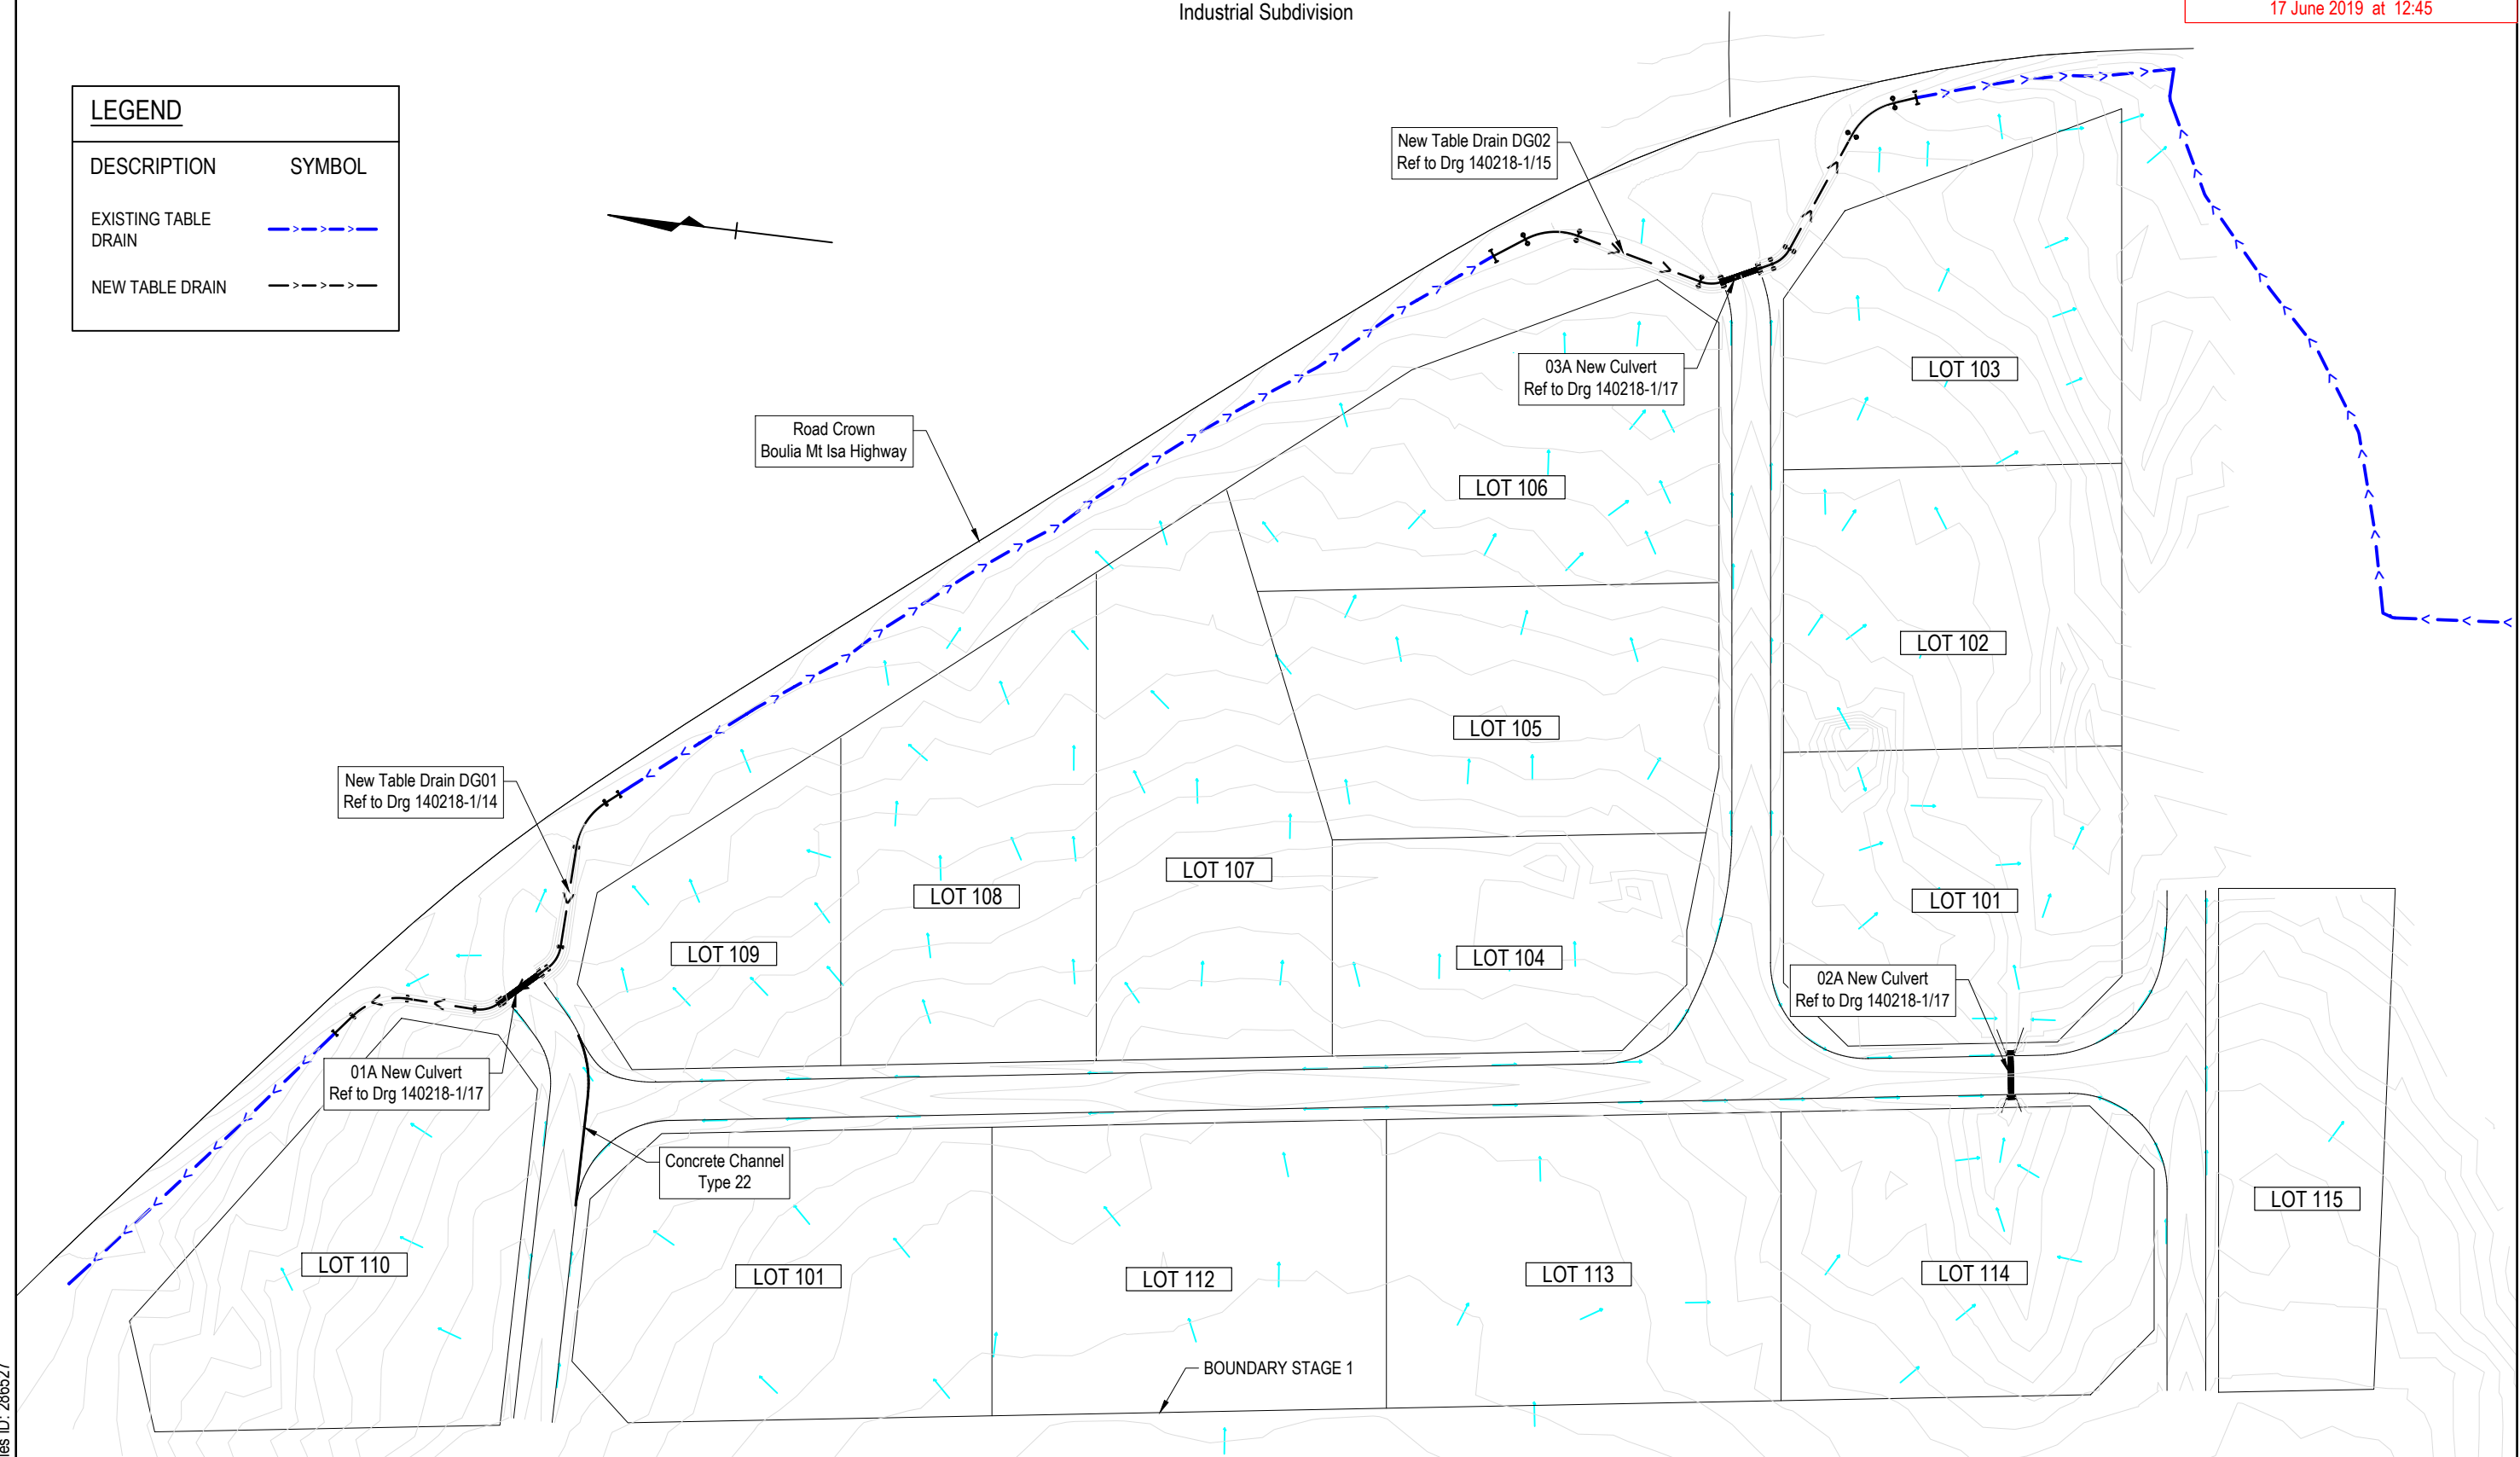 Industrial Subdivision
17 June 2019 at 12:45
LEGEND
DESCRIPTION SYMBOL
EXISTING TABLE
DRAIN
NEW TABLE DRAIN
New Table Drain DG02
Ref to Drg 140218-1/15
03A New Culvert
Ref to Drg 140218-1/17
LOT 103
Road Crown
Boulia Mt Isa Highway
LOT 106
LOT 102
LOT 105
New Table Drain DG01
Ref to Drg 140218-1/14
LOT 107
LOT 108
LOT 101
LOT 109
LOT 104
02A New Culvert
Ref to Drg 140218-1/17
01A New Culvert
Ref to Drg 140218-1/17
Concrete Channel
Type 22
LOT 115
LOT 110
LOT 101
LOT 112
LOT 113
LOT 114
BOUNDARY STAGE 1
ID: 286527